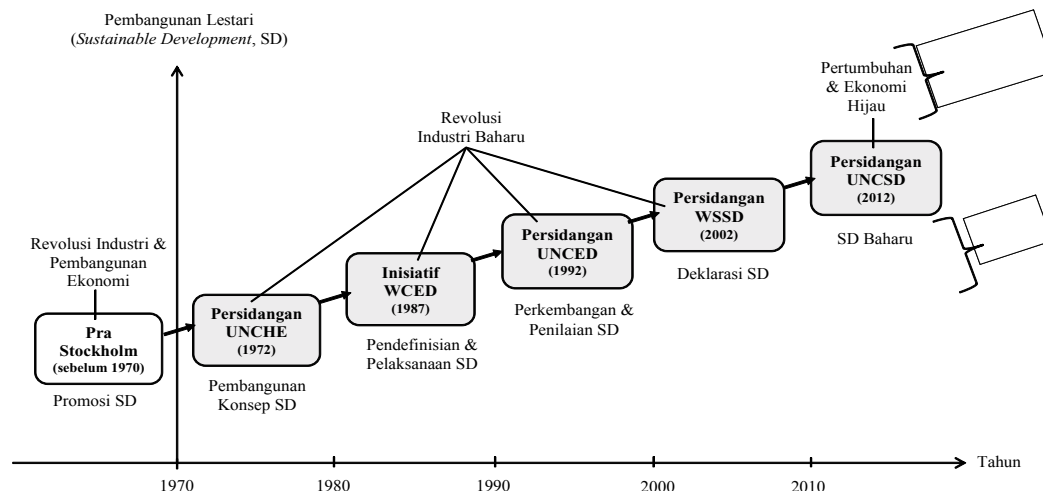 Pembangunan Lestari
(Sustainable Development, SD)
Pertumbuhan
& Ekonomi
Hijau
Revolusi
Industri Baharu
Persidangan
UNCSD
(2012)
Persidangan
WSSD
(2002)
Persidangan
UNCED
(1992)
SD Baharu
Revolusi Industri &
Pembangunan
Ekonomi
Inisiatif
WCED
(1987)
Deklarasi SD
Persidangan
UNCHE
(1972)
Perkembangan &
Penilaian SD
Pra
Stockholm
(sebelum 1970)
Pendefinisian &
Pelaksanaan SD
Promosi SD
Pembangunan
Konsep SD
Tahun
1970 1980 1990 2000 2010